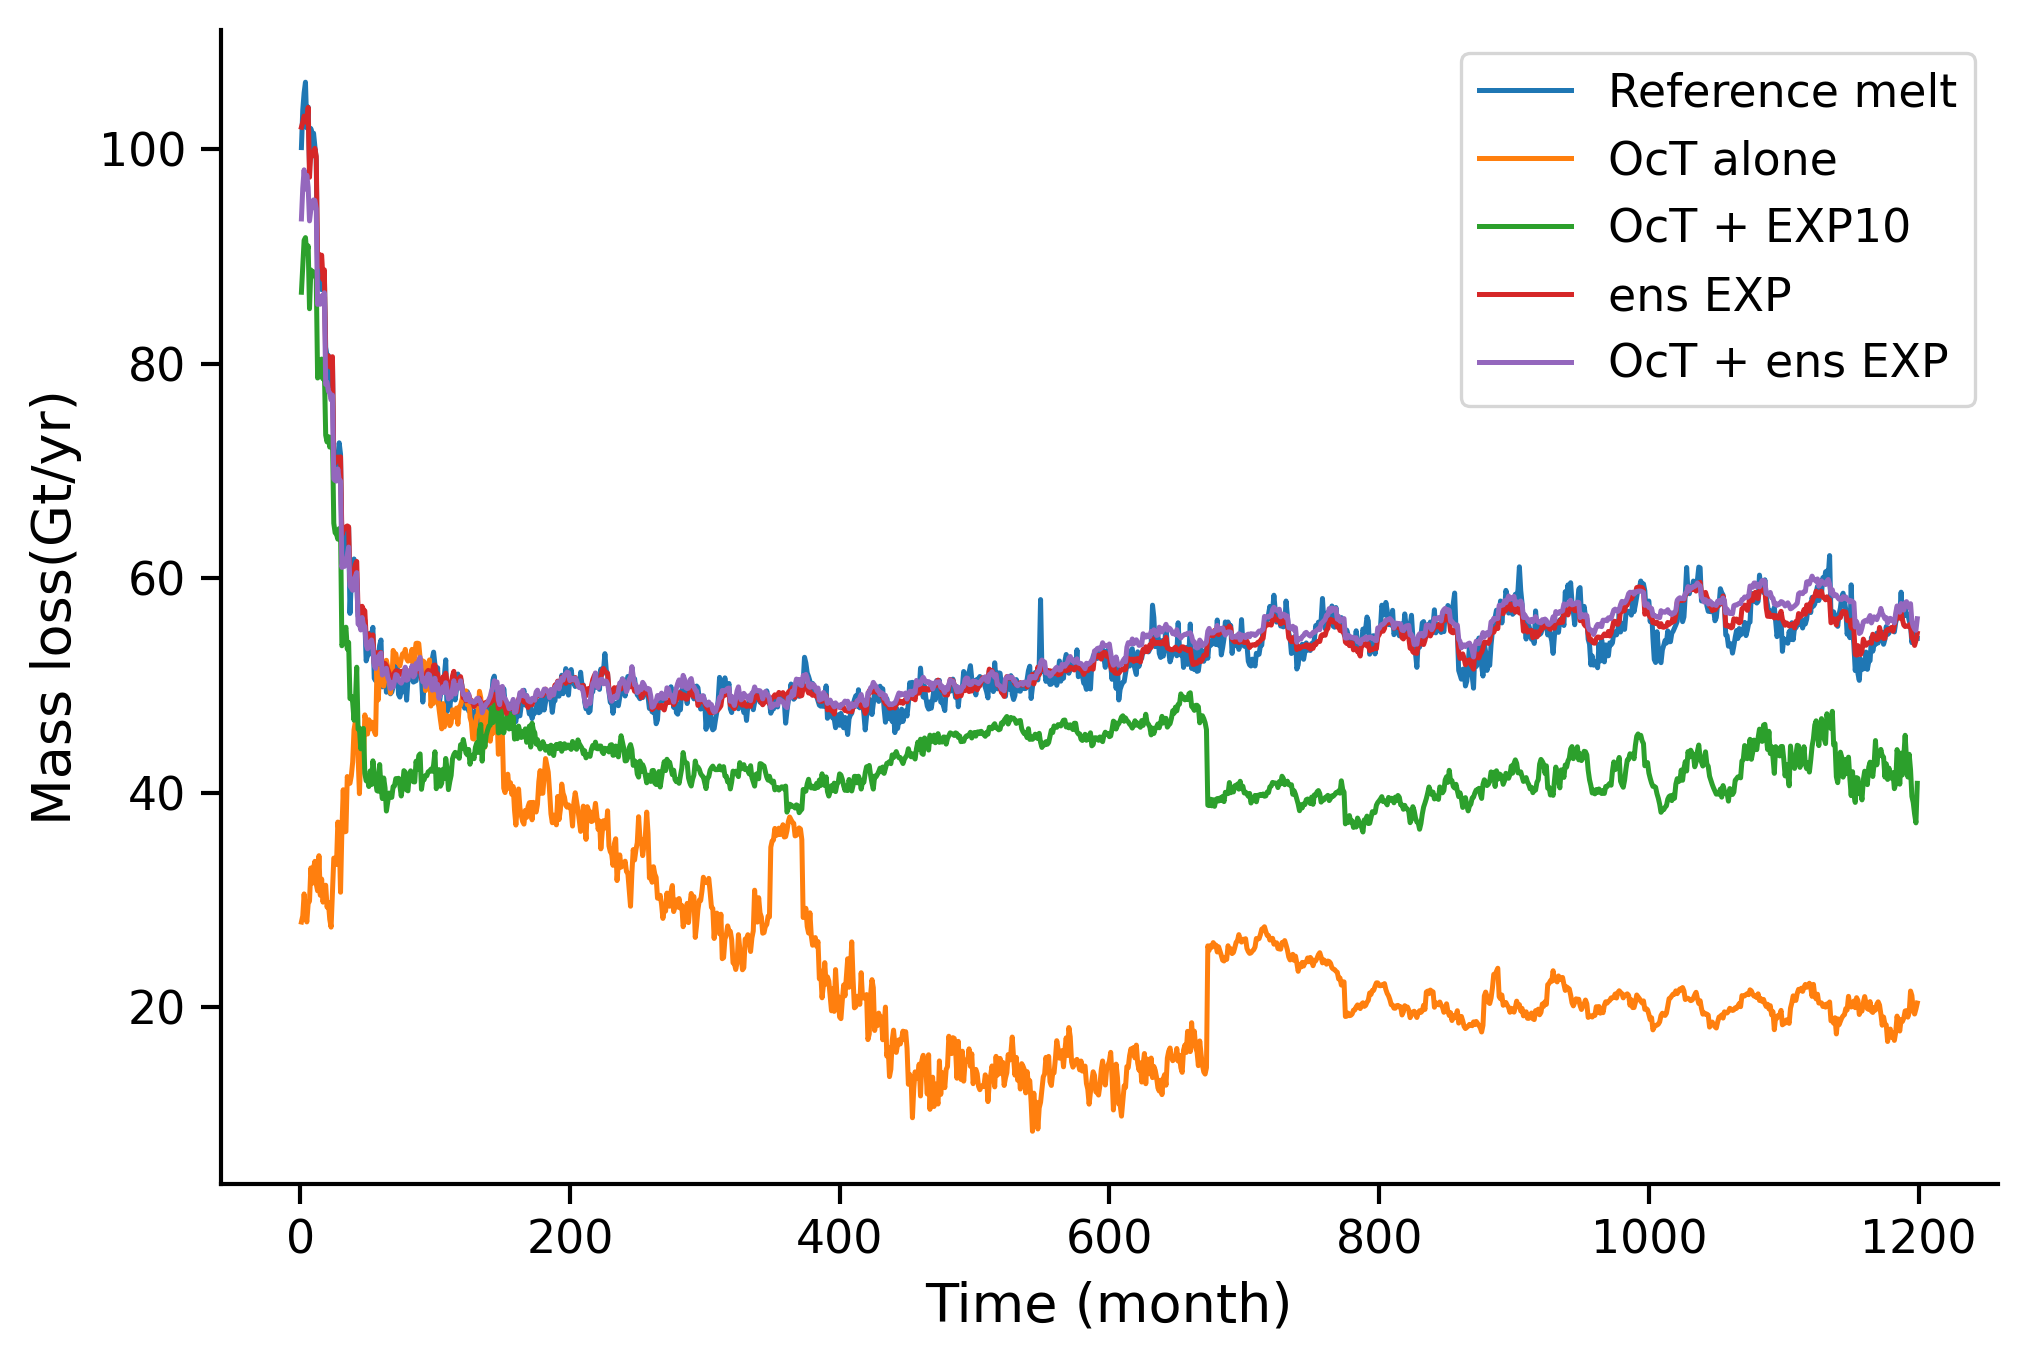 Mass loss(Gt/yr)
100
80
60
40
20
Reference melt
OcT alone
OcT + EXP10
ens EXP
OcT + ens EXP
0 200 400 600 800 1000 1200
Time (month)